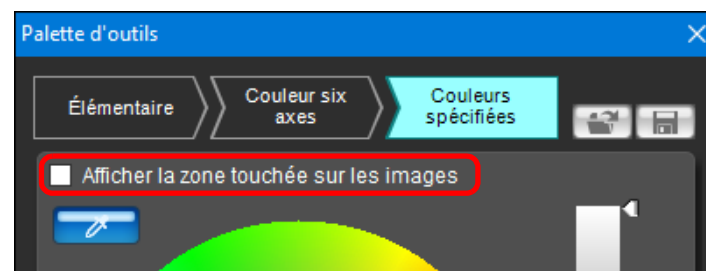 Palette d'outils
Élémentaire
Couleur six
axes
Couleurs
spécifiées
Afficher la zone touchée sur les images